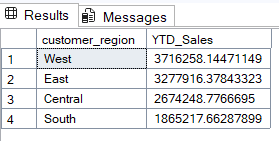 Results Messages
customer_region YTD_Sales
1 West 3716258.14471149
2 East 3277916.37843323
3 Central 2674248.7766695
4 South 1865217.66287899